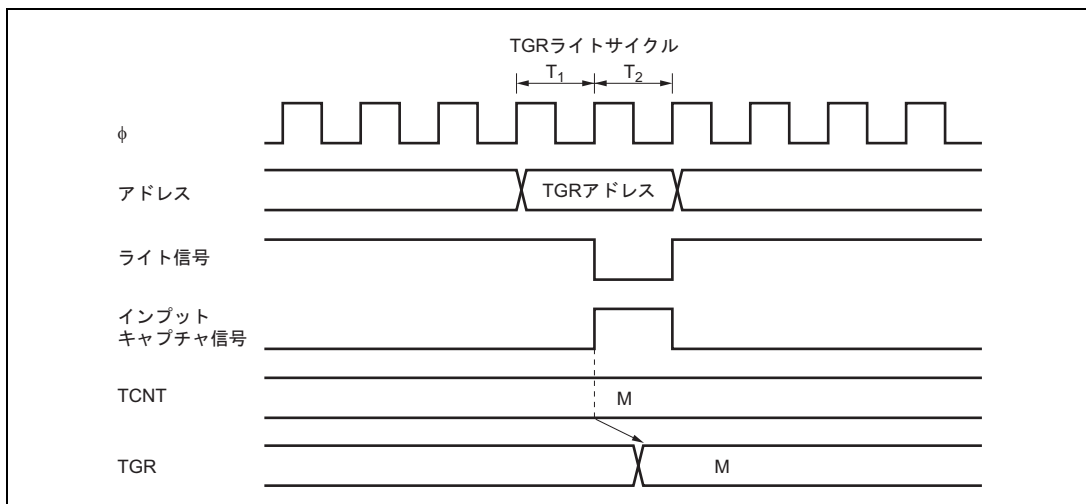 TGRライトサイクル
T1 T2
φ
アドレス TGRアドレス
ライト信号
インプット
キャプチャ信号
TCNT M
TGR M